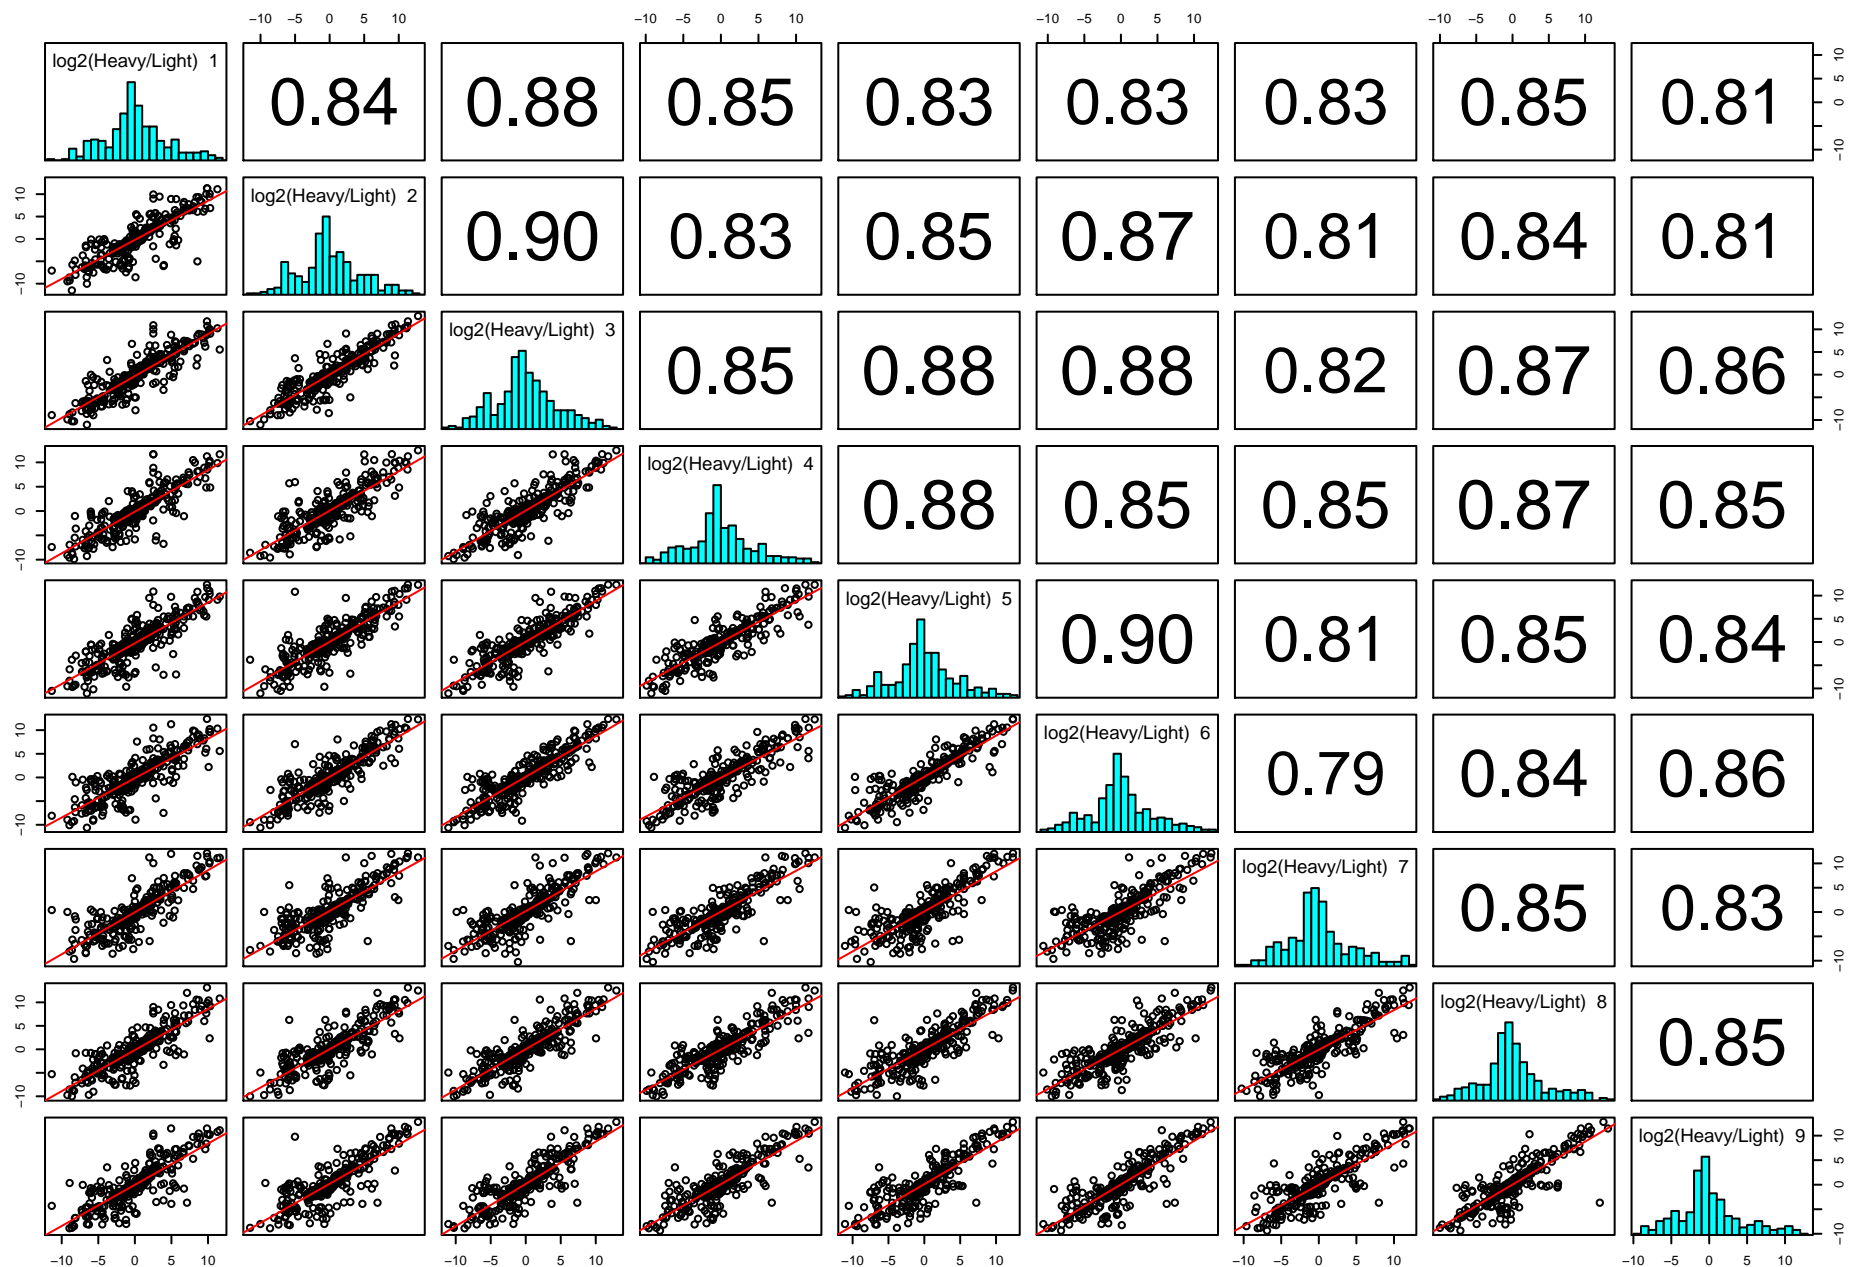 −10 −5 0 5 10 −10 −5 0 5 10 −10 −5 0 5 10 −10 −5 0 5 10
log2(Heavy/Light) 1 0.84 0.88 0.85 0.83 0.83 0.83 0.85 0.81 −10 0 5 10
−10 0 5 10 log2(Heavy/Light) 2 0.90 0.83 0.85 0.87 0.81 0.84 0.81
log2(Heavy/Light) 3 0.85 0.88 0.88 0.82 0.87 0.86 −10 0 5 10
−10 0 5 10 log2(Heavy/Light) 4 0.88 0.85 0.85 0.87 0.85
log2(Heavy/Light) 5 0.90 0.81 0.85 0.84 −10 0 5 10
−10 0 5 10 log2(Heavy/Light) 6 0.79 0.84 0.86
log2(Heavy/Light) 7 0.85 0.83 −10 0 5 10
−10 0 5 10 log2(Heavy/Light) 8 0.85
log2(Heavy/Light) 9 −10 0 5 10
−10 −5 0 5 10 −10 −5 0 5 10 −10 −5 0 5 10 −10 −5 0 5 10 −10 −5 0 5 10